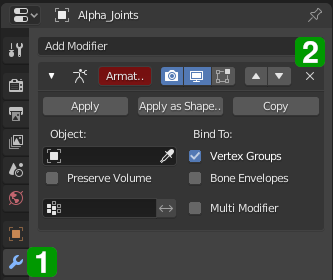 Alpha_Joints
Add Modifier
2
Armat..
Apply
Apply as Shape..
Copy
Object:
Bind To:
Vertex Groups
Preserve Volume
Bone Envelopes
Multi Modifier
1